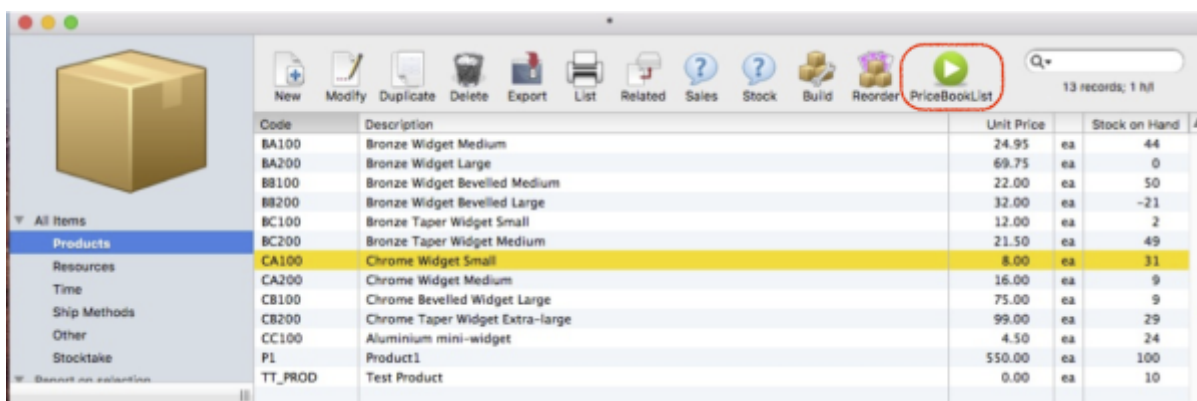 New Modify Duplicate Delete Export List Related Sales Stock Build Reorder PriceBookList
13 records; 1 h/l
Code Description Unit Price Stock on Hand
BA100 Bronze Widget Medium 24.95 ea 44
BA200 Bronze Widget Large 69.75 ea 0
BB100 Bronze Widget Bevelled Medium 22.00 ea 50
BB200 Bronze Widget Bevelled Large 32.00 ea -21
BC100 Bronze Taper Widget Small 12.00 ea 2
BC200 Bronze Taper Widget Medium 21.50 ea 49
CA100 Chrome Widget Small 8.00 ea 31
CA200 Chrome Widget Medium 16.00 ea 9
CB100 Chrome Bevelled Widget Large 75.00 ea 9
CB200 Chrome Taper Widget Extra-large 99.00 ea 29
CC100 Aluminium mini-widget 4.50 ea 24
P1 Product1 550.00 ea 100
TT_PROD Test Product 0.00 ea 10
All Items
Products
Resources
Time
Ship Methods
Other
Stocktake
Report on selection